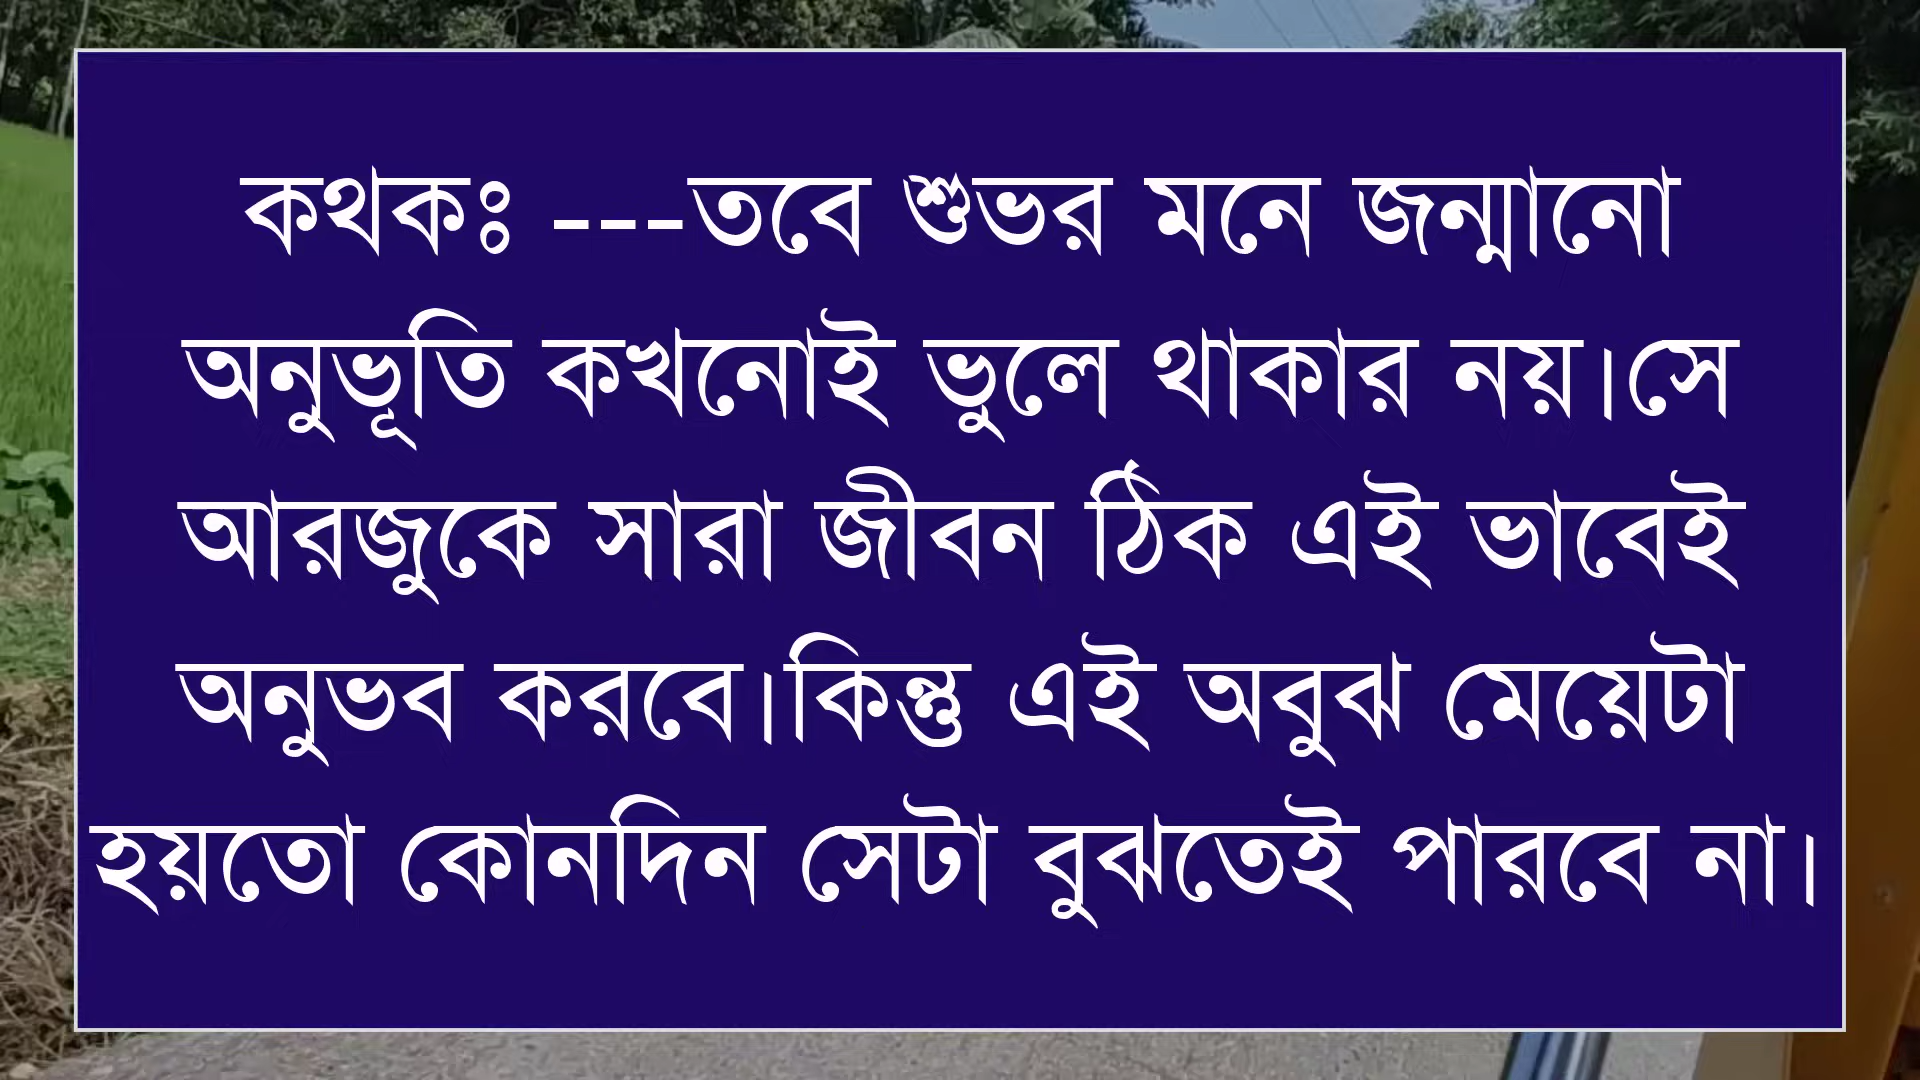 কথকঃ ---তবে শুভর মনে জন্মানো
অনুভূতি কখনোই ভুলে থাকার নয়।সে
আরজুকে সারা জীবন ঠিক এই ভাবেই
অনুভব করবে।কিন্তু এই অবুঝ মেয়েটা
হয়তো কোনদিন সেটা বুঝতেই পারবে না।